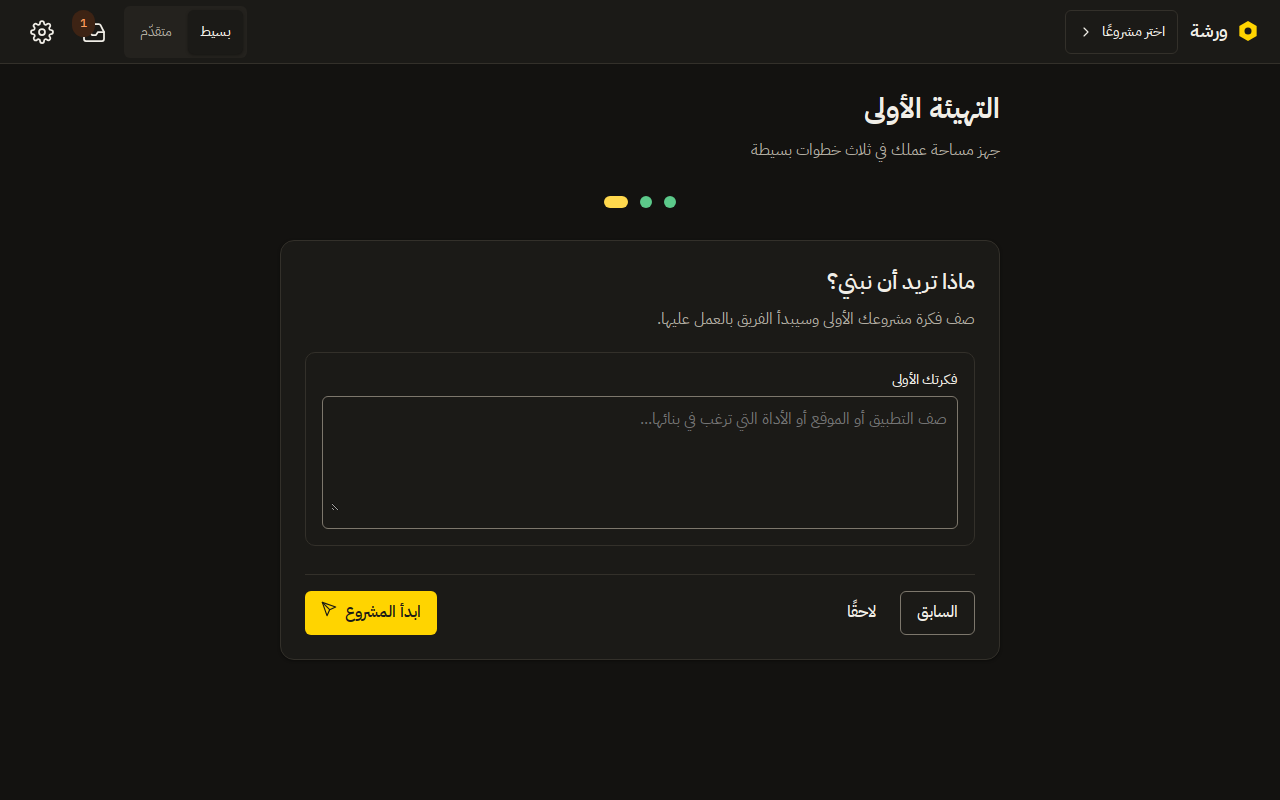 ورشة
اختر مشروعًا
بسيط
متقدّم
1
التهيئة الأولى
جهز مساحة عملك في ثلاث خطوات بسيطة
ماذا تريد أن نبني؟
صف فكرة مشروعك الأولى وسيبدأ الفريق بالعمل عليها.
فكرتك الأولى
صف التطبيق أو الموقع أو الأداة التي ترغب في بنائها...
السابق
لاحقًا
ابدأ المشروع